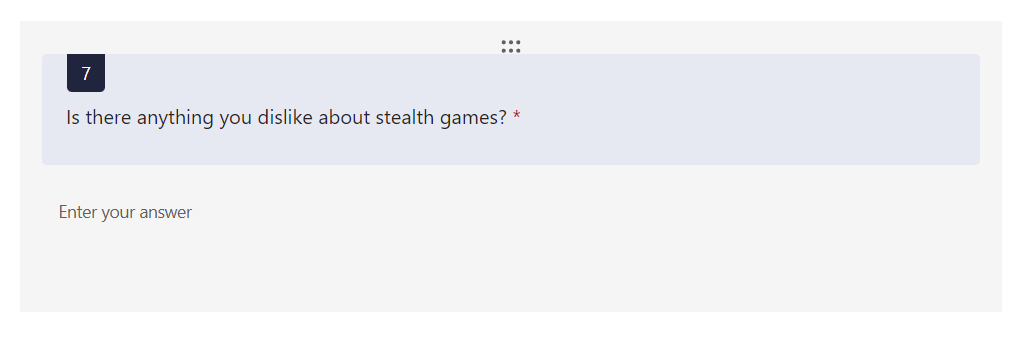 7
Is there anything you dislike about stealth games? *
Enter your answer